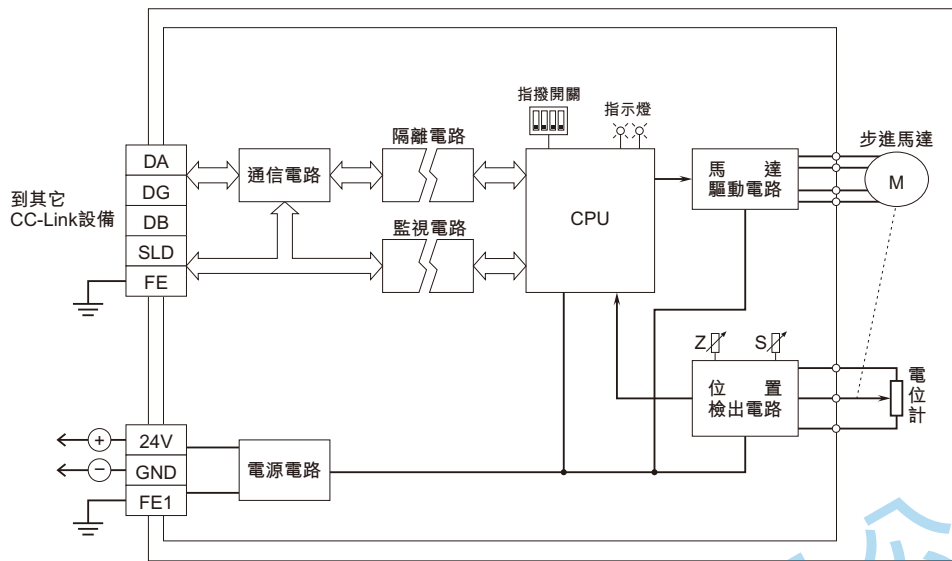 指撥開關
指示燈
步進馬達
隔離電路
DA
通信電路
馬達
驅動電路
M
DG
到其它
CC-Link設備
DB
CPU
監視電路
SLD
FE
Z
S
位置
檢出電路
電位計
24V
GND
電源電路
FE1
+
−